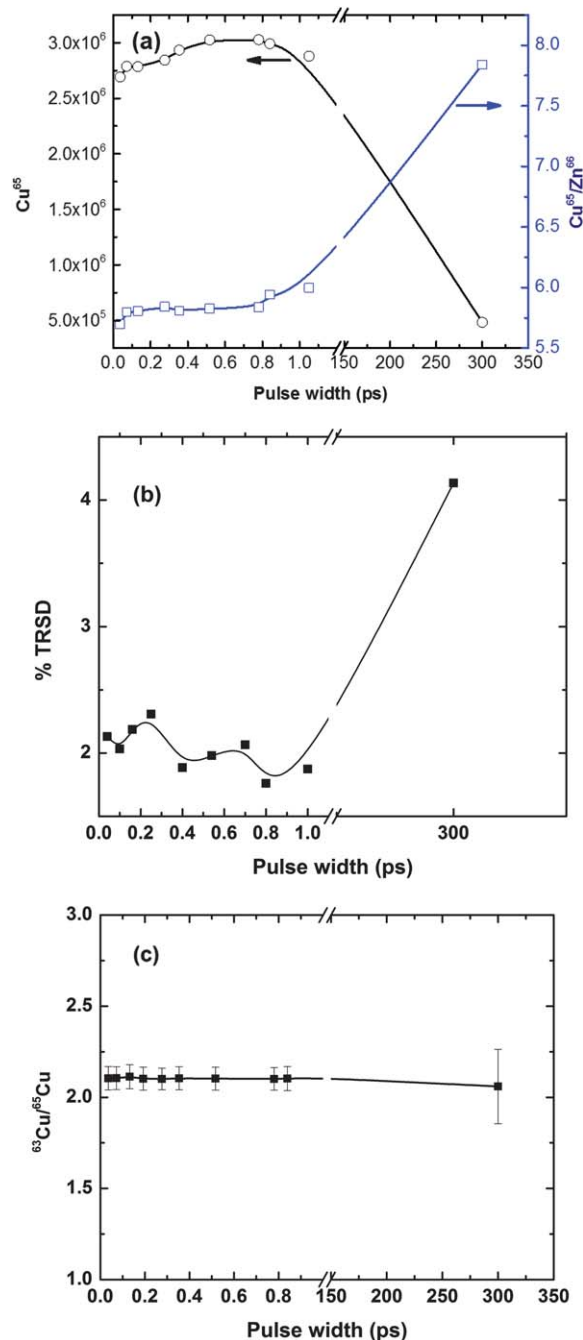 (a)
3.0x10⁶
2.5x10⁶
2.0x10⁶
1.5x10⁶
1.0x10⁶
5.0x10⁵
Cu⁶⁵
8.0
7.5
7.0
6.5
6.0
5.5
Cu⁶⁵/Zn⁶⁶
0.0 0.2 0.4 0.6 0.8 1.0 150 200 250 300 350
Pulse width (ps)
(b)
4
3
2
% TRSD
0.0 0.2 0.4 0.6 0.8 1.0 300
Pulse width (ps)
(c)
3.0
2.5
2.0
1.5
1.0
⁶³Cu/⁶⁵Cu
0.0 0.2 0.4 0.6 0.8 150 200 250 300 350
Pulse width (ps)